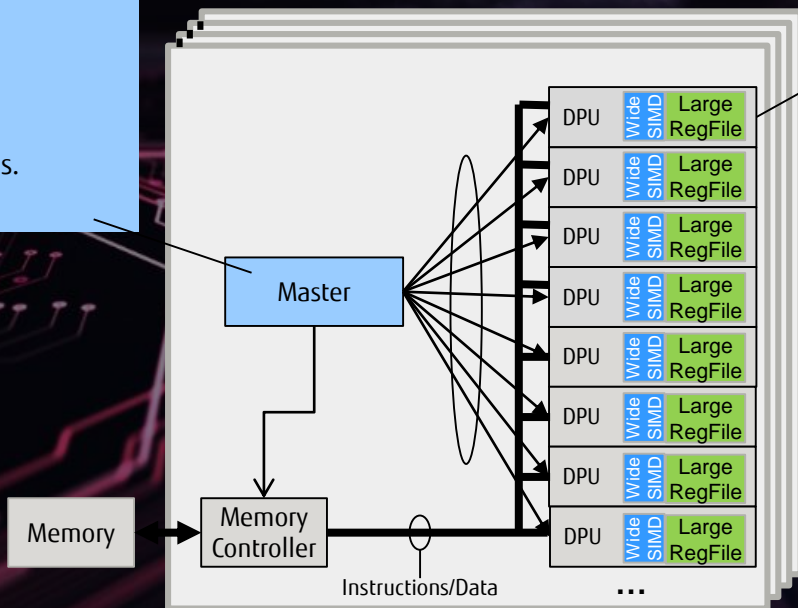 s.
Master
Memory
Memory
Controller
Instructions/Data
DPU
Wide
SIMD
Large
RegFile
DPU
Wide
SIMD
Large
RegFile
DPU
Wide
SIMD
Large
RegFile
DPU
Wide
SIMD
Large
RegFile
DPU
Wide
SIMD
Large
RegFile
DPU
Wide
SIMD
Large
RegFile
DPU
Wide
SIMD
Large
RegFile
DPU
Wide
SIMD
Large
RegFile
...